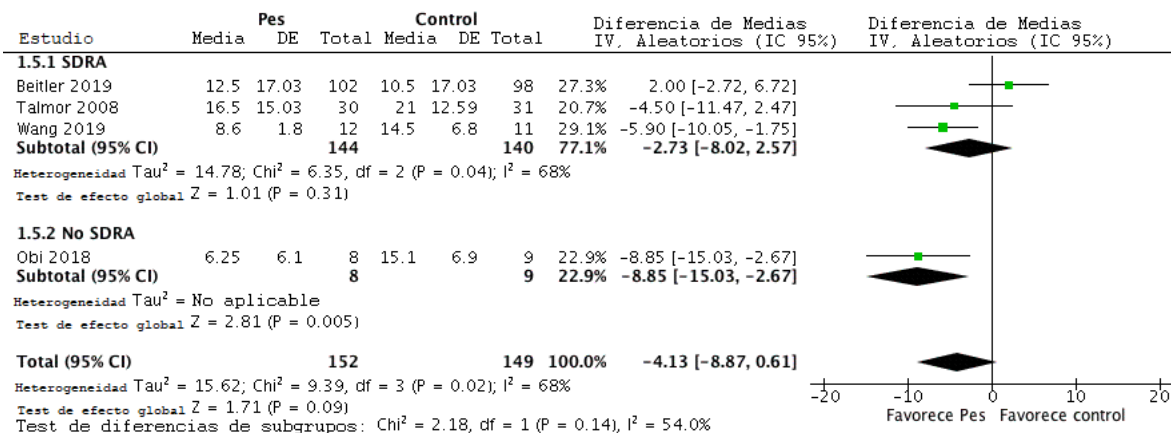 Pes Control Diferencia de Medias Diferencia de Medias
Estudio Media DE Total Media DE Total IV, Aleatorios (IC 95%) IV, Aleatorios (IC 95%)
1.5.1 SDRA
Beitler 2019 12.5 17.03 102 10.5 17.03 98 27.3% 2.00 [-2.72, 6.72]
Talmor 2008 16.5 15.03 30 21 12.59 31 20.7% -4.50 [-11.47, 2.47]
Wang 2019 8.6 1.8 12 14.5 6.8 11 29.1% -5.90 [-10.05, -1.75]
Subtotal (95% CI) 144 140 77.1% -2.73 [-8.02, 2.57]
Heterogeneidad Tau² = 14.78; Chi² = 6.35, df = 2 (P = 0.04); I² = 68%
Test de efecto global Z = 1.01 (P = 0.31)
1.5.2 No SDRA
Obi 2018 6.25 6.1 8 15.1 6.9 9 22.9% -8.85 [-15.03, -2.67]
Subtotal (95% CI) 8 9 22.9% -8.85 [-15.03, -2.67]
Heterogeneidad Tau² = No aplicable
Test de efecto global Z = 2.81 (P = 0.005)
Total (95% CI) 152 149 100.0% -4.13 [-8.87, 0.61]
Heterogeneidad Tau² = 15.62; Chi² = 9.39, df = 3 (P = 0.02); I² = 68%
Test de efecto global Z = 1.71 (P = 0.09)
Test de diferencias de subgrupos: Chi² = 2.18, df = 1 (P = 0.14), I² = 54.0%
-20 -10 0 10 20
Favorece Pes Favorece control